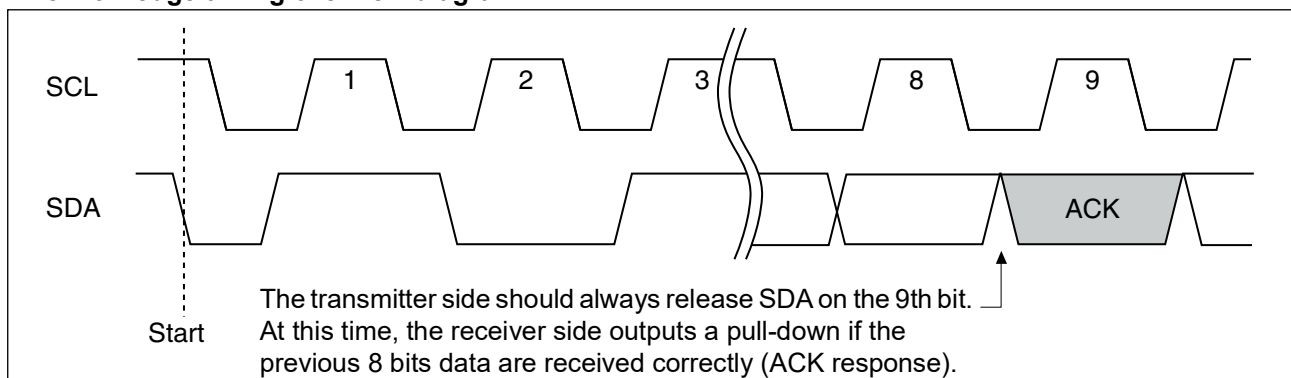 SCL
1 2 3 8 9
SDA
ACK
The transmitter side should always release SDA on the 9th bit.
Start At this time, the receiver side outputs a pull-down if the
previous 8 bits data are received correctly (ACK response).